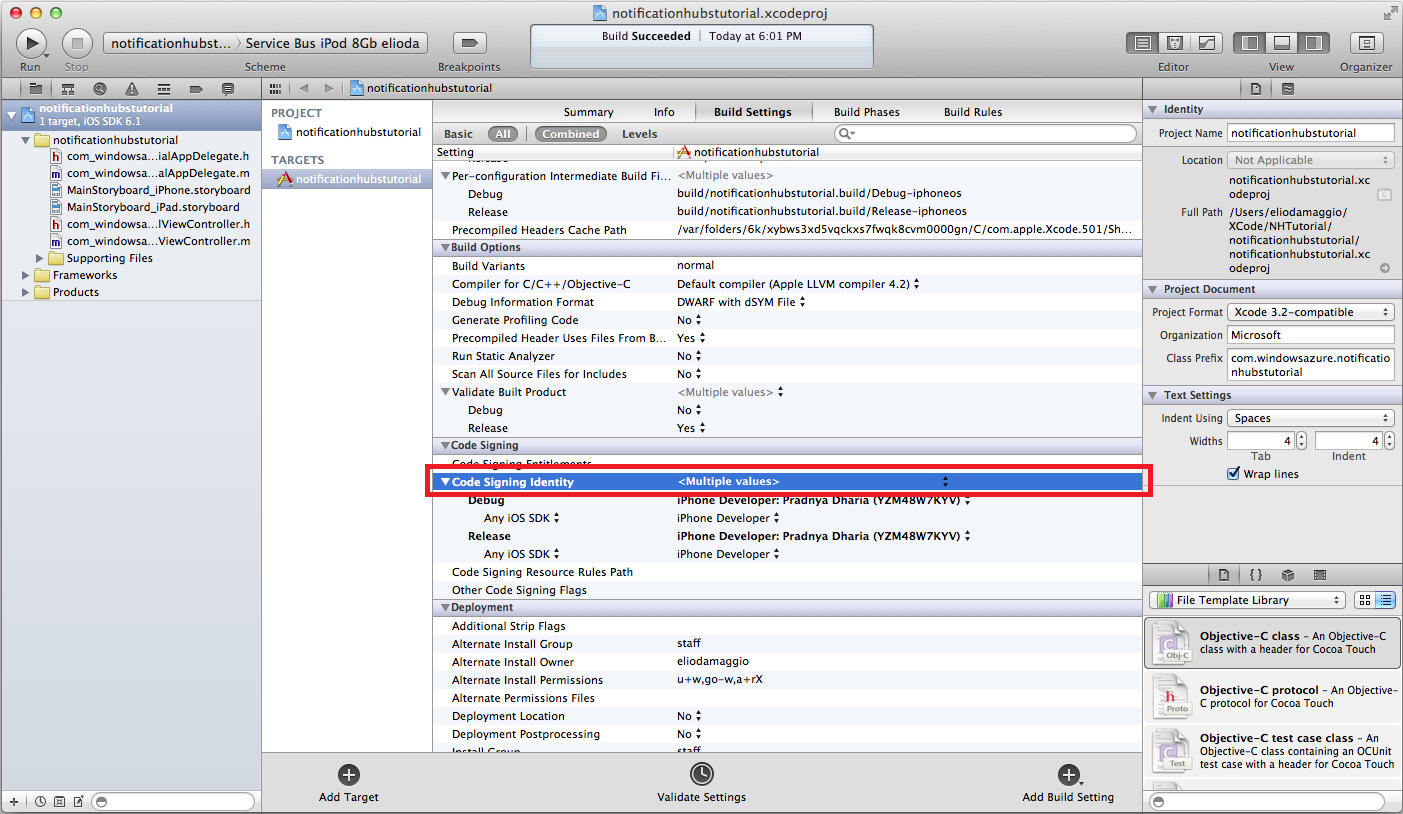 notificationhubstutorial.xcodeproj
notificationhubst... Service Bus iPod 8Gb elioda
Build Succeeded | Today at 6:01 PM
Run Stop Scheme Breakpoints Editor View Organizer
notificationhubstutorial
1 target, iOS SDK 6.1
notificationhubstutorial
com_windowsa...ialAppDelegate.h
com_windowsa...alAppDelegate.m
MainStoryboard_iPhone.storyboard
MainStoryboard_iPad.storyboard
com_windowsa...lViewController.h
com_windowsa...ViewController.m
Supporting Files
Frameworks
Products
notificationhubstutorial
PROJECT
notificationhubstutorial
TARGETS
notificationhubstutorial
Summary Info Build Settings Build Phases Build Rules
Basic All Combined Levels
Setting notificationhubstutorial
Release
Per-configuration Intermediate Build Fi... <Multiple values>
Debug build/notificationhubstutorial.build/Debug-iphoneos
Release build/notificationhubstutorial.build/Release-iphoneos
Precompiled Headers Cache Path /var/folders/6k/xybws3xd5vqckxs7fwqk8cvm0000gn/C/com.apple.Xcode.501/Sh...
Build Options
Build Variants normal
Compiler for C/C++/Objective-C Default compiler (Apple LLVM compiler 4.2)
Debug Information Format DWARF with dSYM File
Generate Profiling Code No
Precompiled Header Uses Files From B... Yes
Run Static Analyzer No
Scan All Source Files for Includes No
Validate Built Product <Multiple values>
Debug No
Release Yes
Code Signing
Code Signing Entitlements
Code Signing Identity <Multiple values>
Debug iPhone Developer: Pradnya Dharia (YZM48W7KYV)
Any iOS SDK iPhone Developer
Release iPhone Developer: Pradnya Dharia (YZM48W7KYV)
Any iOS SDK iPhone Developer
Code Signing Resource Rules Path
Other Code Signing Flags
Deployment
Additional Strip Flags
Alternate Install Group staff
Alternate Install Owner eliodamaggio
Alternate Install Permissions u+w,go-w,a+rX
Alternate Permissions Files
Deployment Location No
Deployment Postprocessing No
Install Group staff
Add Target Validate Settings Add Build Setting
Identity
Project Name notificationhubstutorial
Location Not Applicable
notificationhubstutorial.xc
odeproj
Full Path /Users/eliodamaggio/
XCode/NHTutorial/
notificationhubstutorial/
notificationhubstutorial.xc
odeproj
Project Document
Project Format Xcode 3.2-compatible
Organization Microsoft
Class Prefix com.windowsazure.notificatio
nhubstutorial
Text Settings
Indent Using Spaces
Widths 4 4
Tab Indent
Wrap lines
{ }
File Template Library
Objective-C class - An Objective-C
class with a header for Cocoa Touch
Obj-C
Objective-C protocol - An Objective-
C protocol for Cocoa Touch
Proto
Objective-C test case class - An
Objective-C class containing an OCUnit
test case with a header for Cocoa Touch
Test